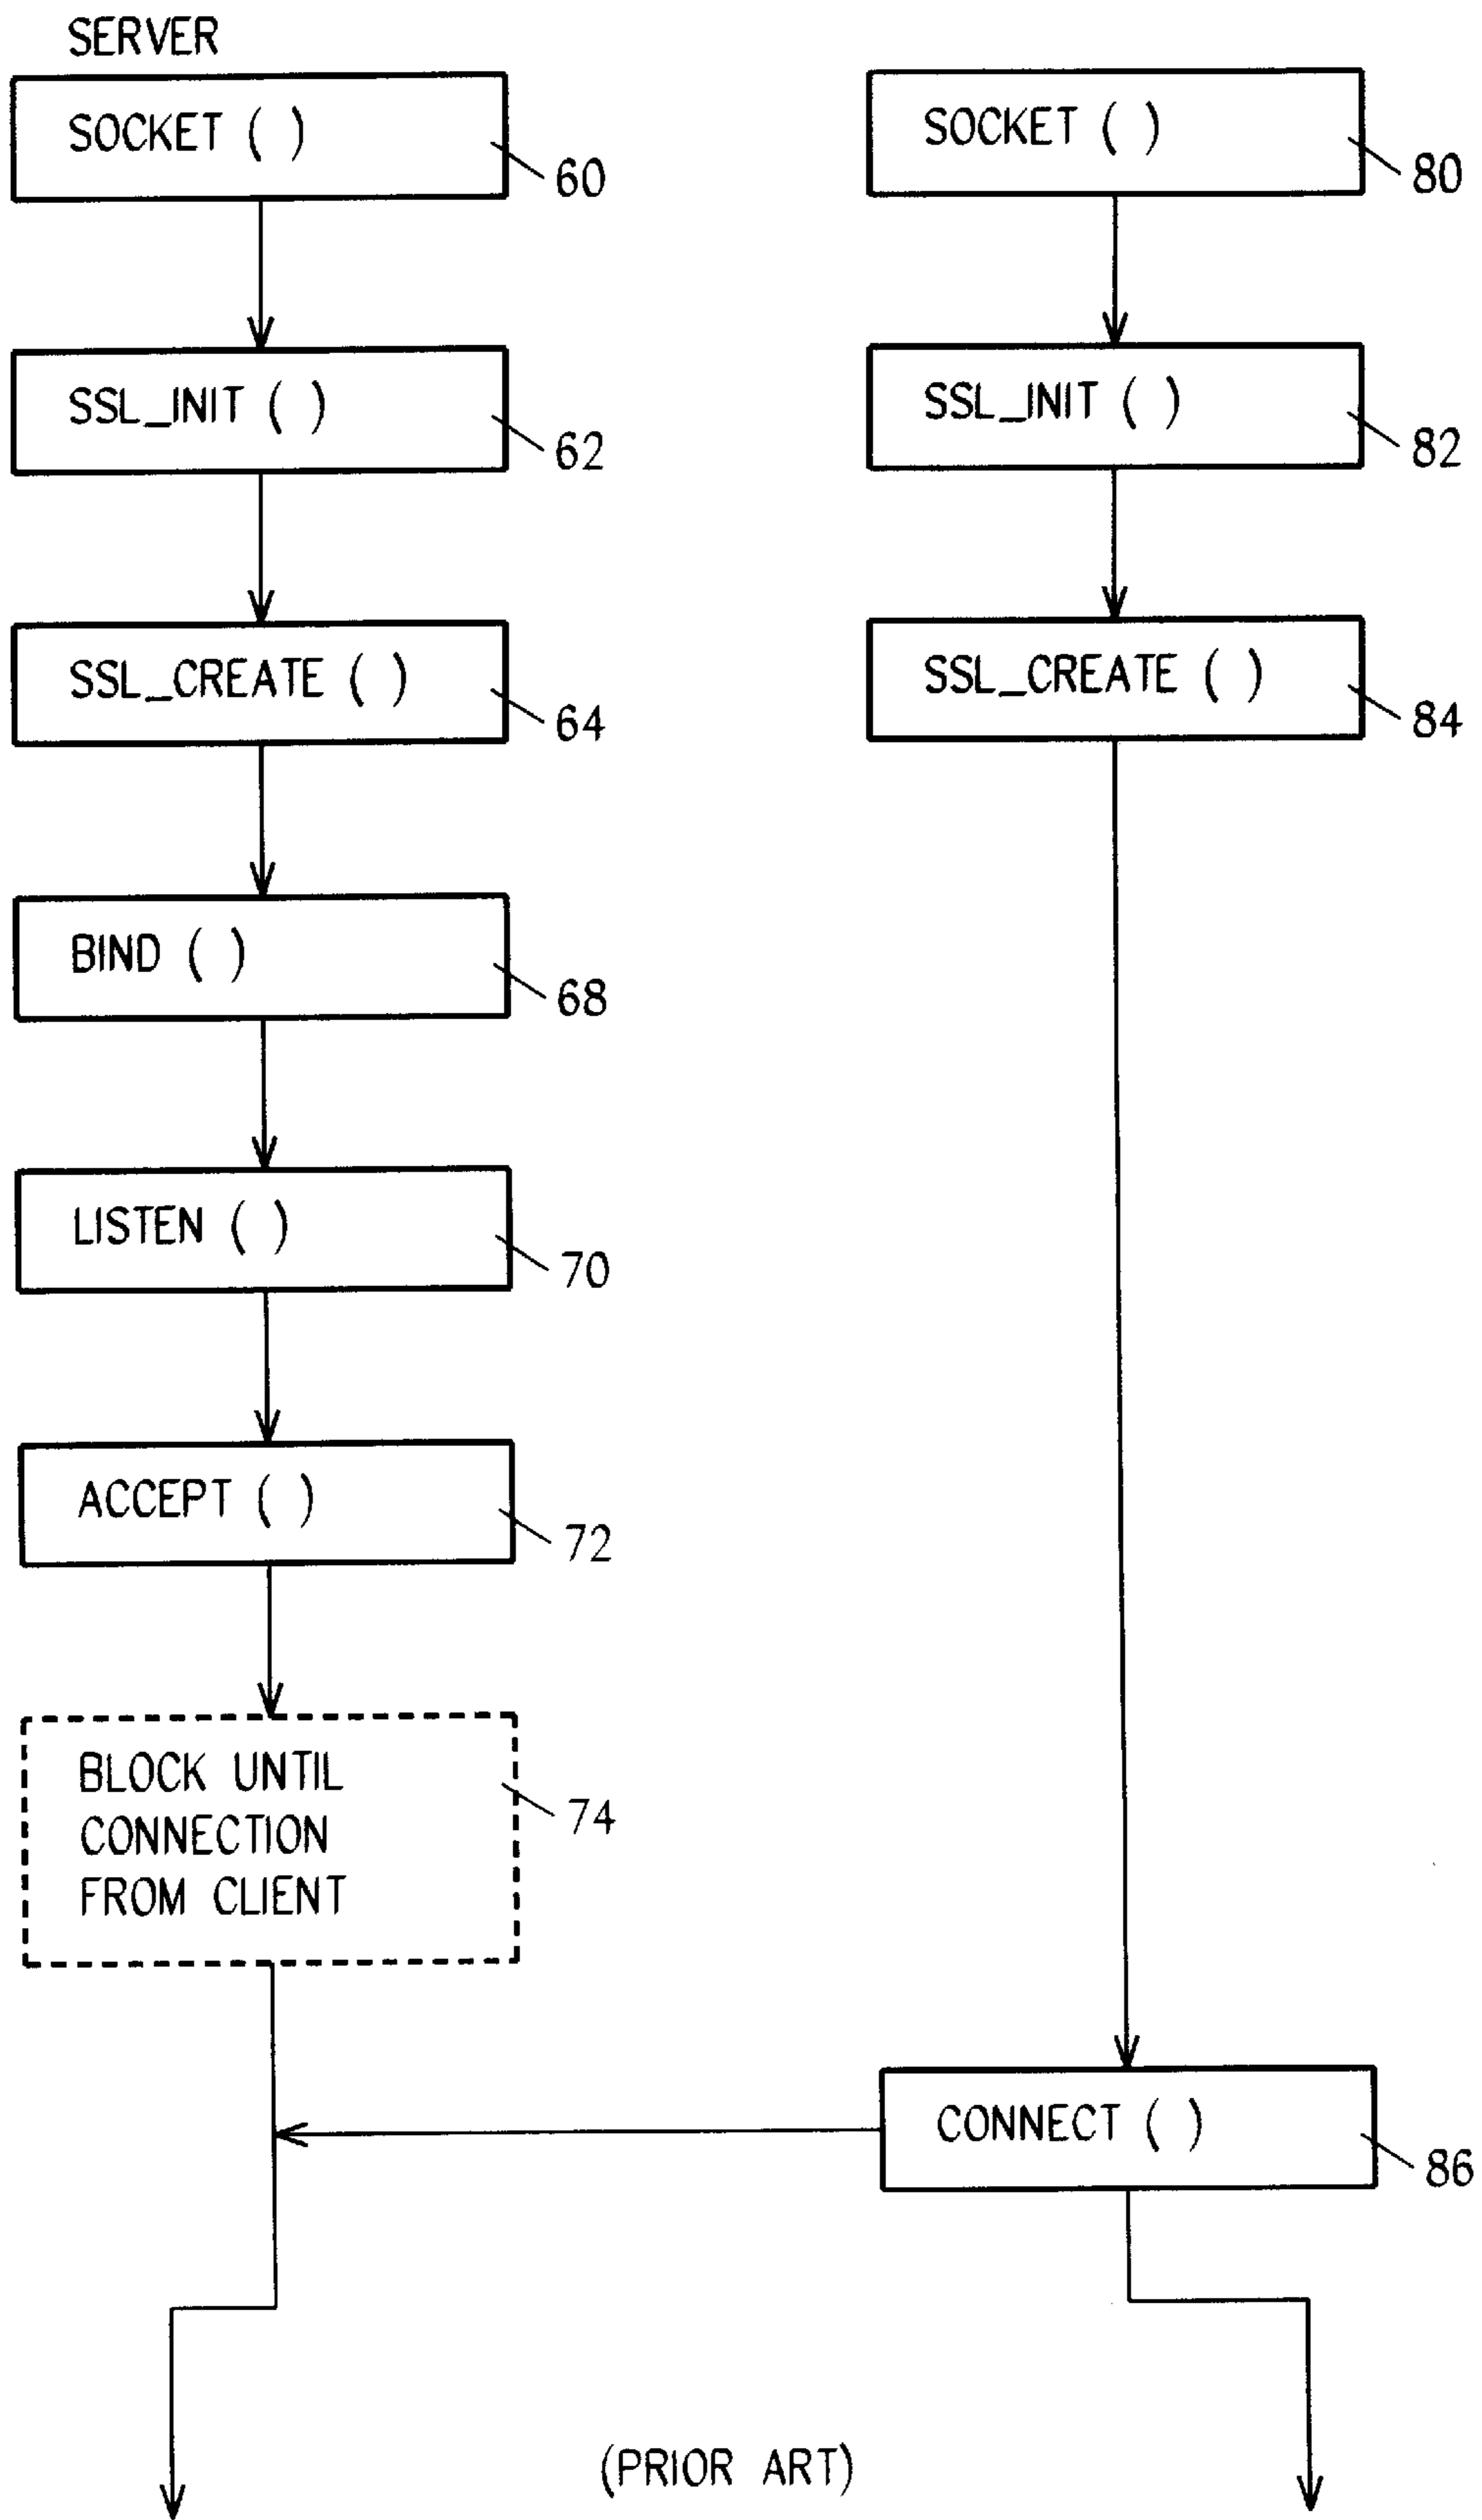 SERVER
SOCKET ( )
60
SSL_INIT ( )
62
SSL_CREATE ( )
64
BIND ( )
68
LISTEN ( )
70
ACCEPT ( )
72
BLOCK UNTIL
CONNECTION
FROM CLIENT
74
SOCKET ( )
80
SSL_INIT ( )
82
SSL_CREATE ( )
84
CONNECT ( )
86
(PRIOR ART)